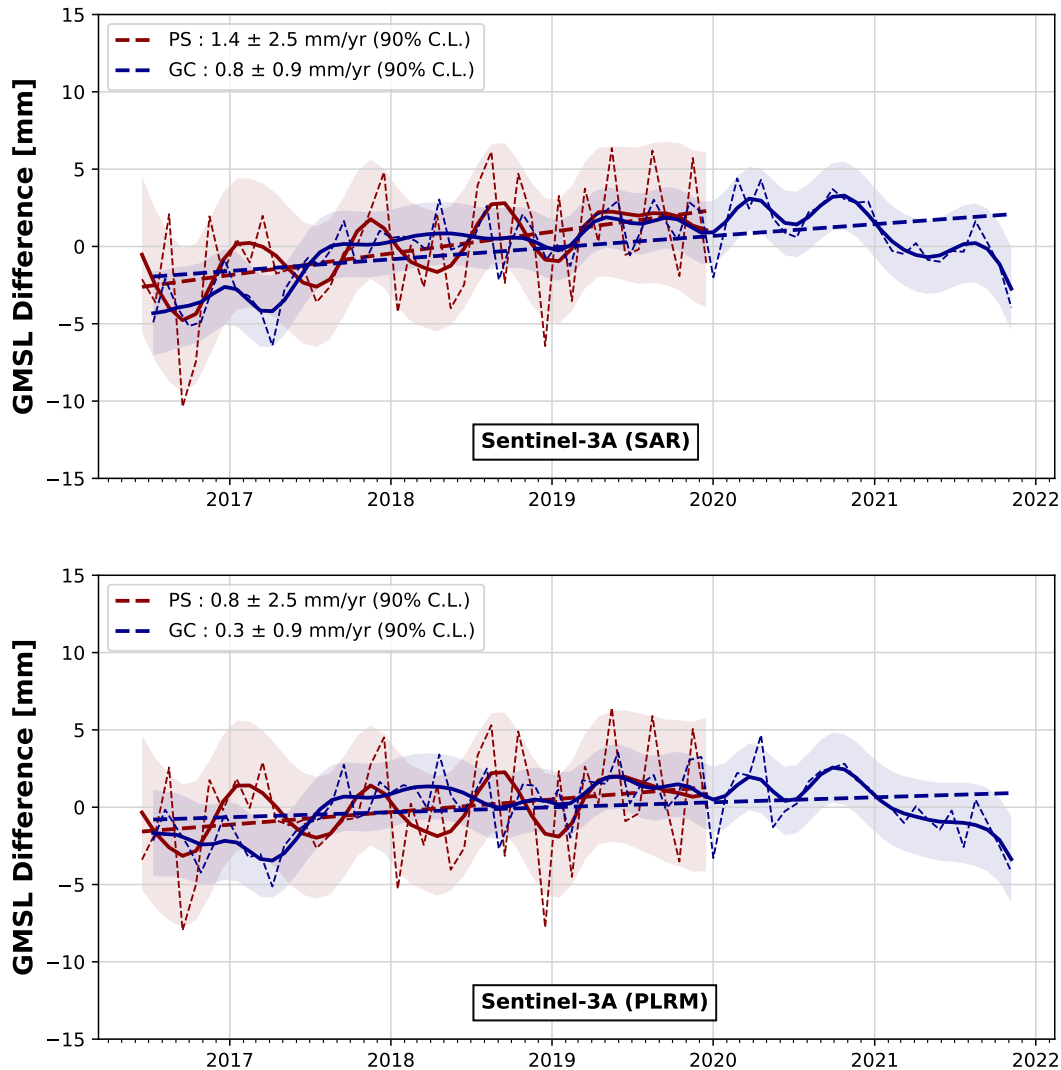 15
10
5
0
−5
−10
−15
GMSL Difference [mm]
PS : 1.4 ± 2.5 mm/yr (90% C.L.)
GC : 0.8 ± 0.9 mm/yr (90% C.L.)
Sentinel-3A (SAR)
2017 2018 2019 2020 2021 2022
15
10
5
0
−5
−10
−15
GMSL Difference [mm]
PS : 0.8 ± 2.5 mm/yr (90% C.L.)
GC : 0.3 ± 0.9 mm/yr (90% C.L.)
Sentinel-3A (PLRM)
2017 2018 2019 2020 2021 2022